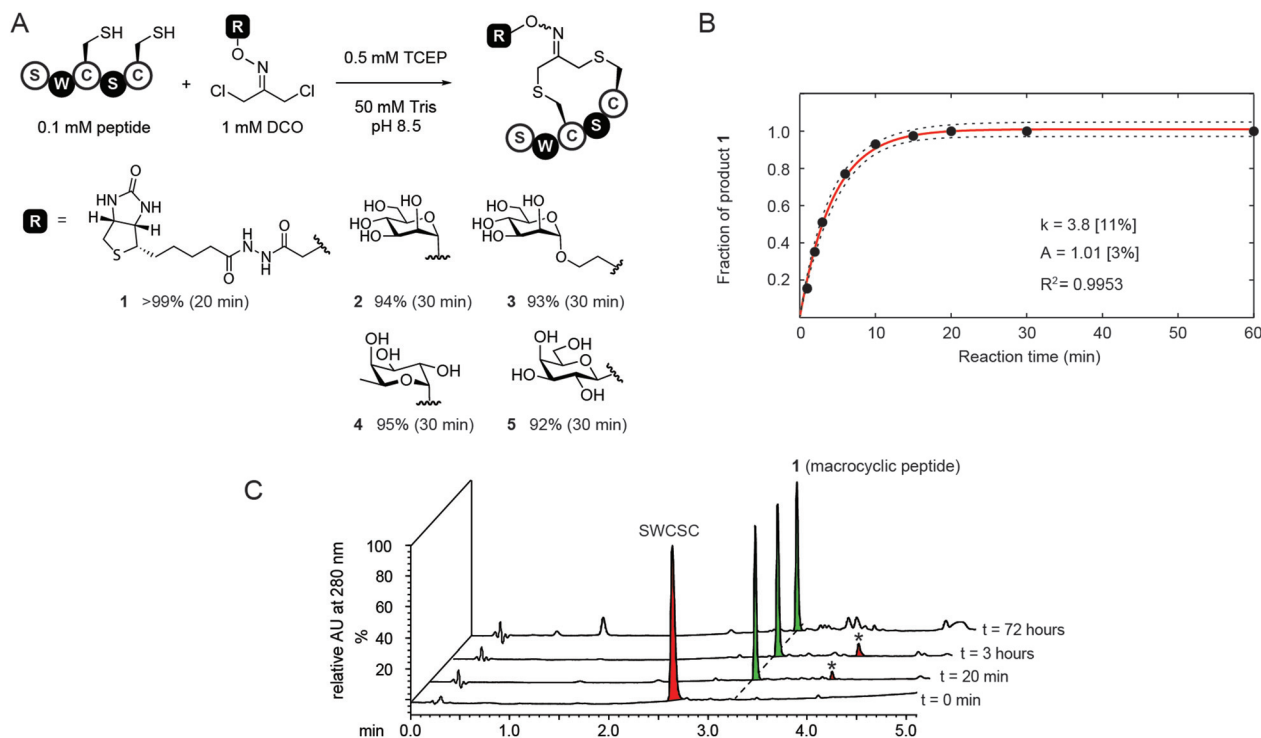 A
SH SH
S W C S C
0.1 mM peptide
+
R
O
N
Cl Cl
1 mM DCO
0.5 mM TCEP
50 mM Tris
pH 8.5
R O N
S
S
S W C S C
R =
O
HN NH
H H
S
O
H
N
N
H
O
1 >99% (20 min)
HO OH
HO O
HO
2 94% (30 min)
HO OH
HO O
HO
O
3 93% (30 min)
OH
OH
OH
O
4 95% (30 min)
OH OH
O
HO
OH
5 92% (30 min)
B
Fraction of product 1
1.0
0.8
0.6
0.4
0.2
k = 3.8 [11%]
A = 1.01 [3%]
R2= 0.9953
0 10 20 30 40 50 60
Reaction time (min)
C
1 (macrocyclic peptide)
SWCSC
relative AU at 280 nm
%
100
80
60
40
20
t = 72 hours
*
t = 3 hours
*
t = 20 min
t = 0 min
min 0.0 1.0 2.0 3.0 4.0 5.0